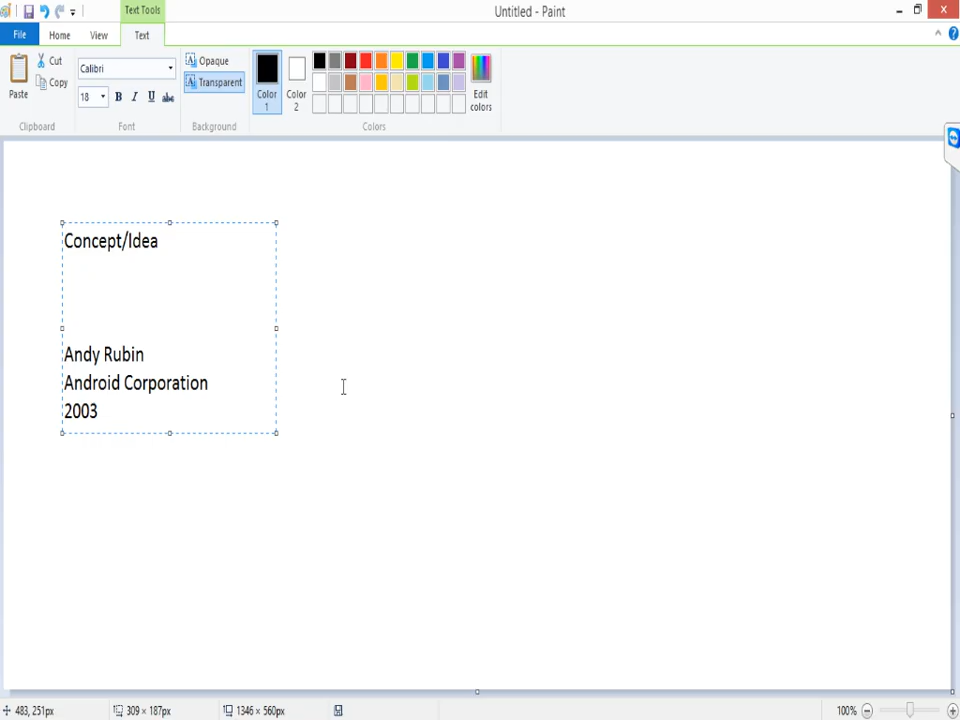 Text Tools
Untitled - Paint
File
Home
View
Text
Paste
Cut
Copy
Clipboard
Calibri
18
B I U abc
Font
Opaque
Transparent
Background
Color 1
Color 2
Edit colors
Colors
Concept/Idea
Andy Rubin
Android Corporation
2003
483, 251px
309 × 187px
1346 × 560px
100%